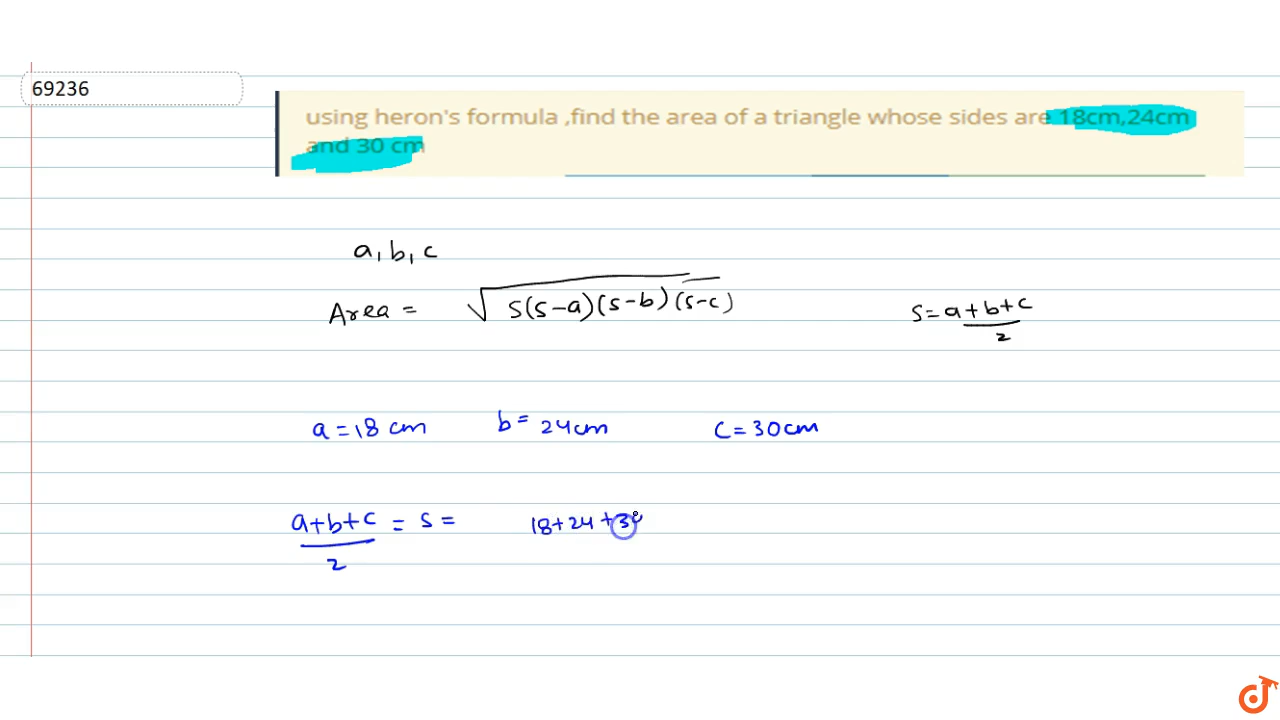 69236
using heron's formula ,find the area of a triangle whose sides are 18cm,24cm
and 30 cm
a, b, c
Area = √s(s-a)(s-b)(s-c)
s = a+b+c
2
a = 18 cm b = 24cm c = 30cm
a+b+c = s = 18+24+30
2